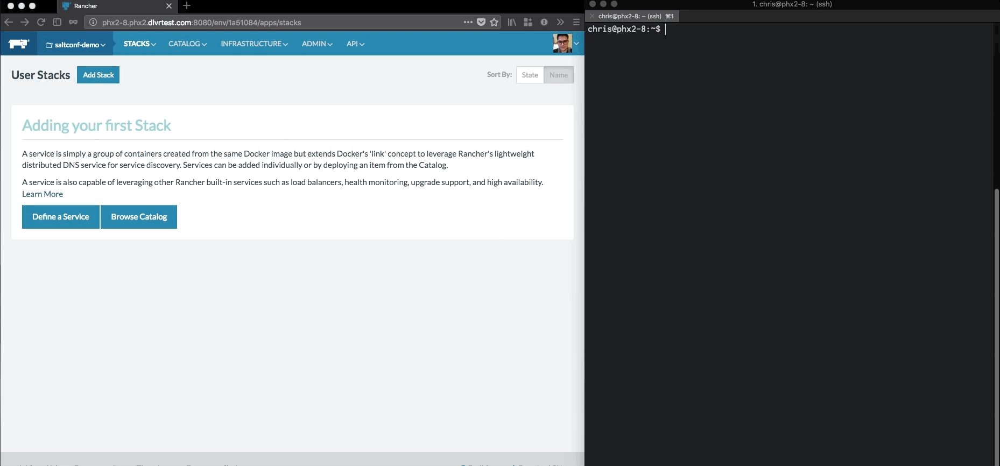 Rancher
phx2-8.phx2.dlvrtest.com:8080/env/1a51084/apps/stacks
saltconf-demo STACKS CATALOG INFRASTRUCTURE ADMIN API
User Stacks Add Stack Sort By: State Name
Adding your first Stack
A service is simply a group of containers created from the same Docker image but extends Docker's 'link' concept to leverage Rancher's lightweight
distributed DNS service for service discovery. Services can be added individually or by deploying an item from the Catalog.
A service is also capable of leveraging other Rancher built-in services such as load balancers, health monitoring, upgrade support, and high availability.
Learn More
Define a Service Browse Catalog
1. chris@phx2-8: ~ (ssh)
chris@phx2-8: ~ (ssh) ⌘1
chris@phx2-8:~$